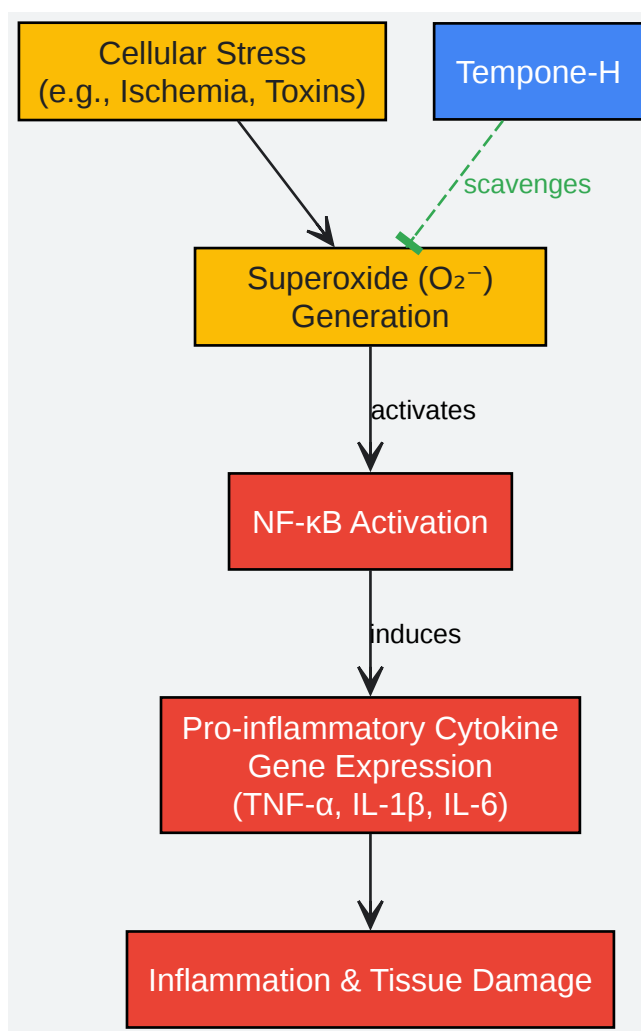 Cellular Stress
(e.g., Ischemia, Toxins)
Tempone-H
scavenges
Superoxide (O₂⁻)
Generation
activates
NF-κB Activation
induces
Pro-inflammatory Cytokine
Gene Expression
(TNF-α, IL-1β, IL-6)
Inflammation & Tissue Damage